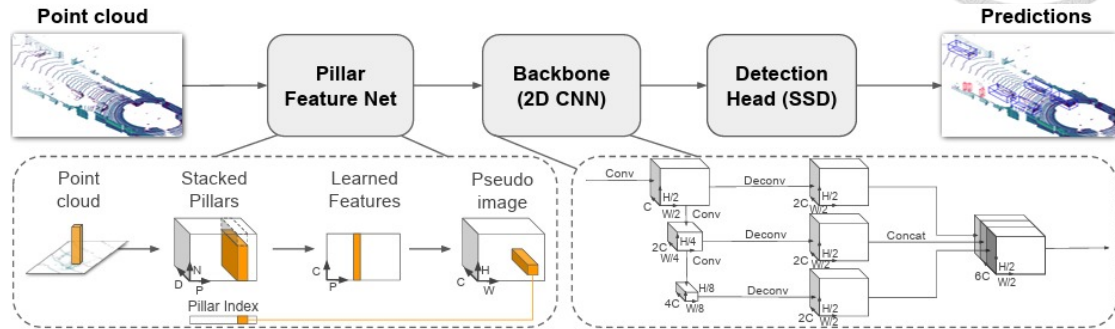 Point cloud
Predictions
Pillar
Feature Net
Backbone
(2D CNN)
Detection
Head (SSD)
Point
cloud
Stacked
Pillars
Learned
Features
Pseudo
image
D
N
P
C
P
C
H
W
Pillar Index
Conv
C
H/2
W/2
Deconv
2C
H/2
W/2
Conv
2C
H/4
W/4
Deconv
2C
H/2
W/2
Concat
Conv
4C
H/8
W/8
Deconv
2C
H/2
W/2
6C
H/2
W/2